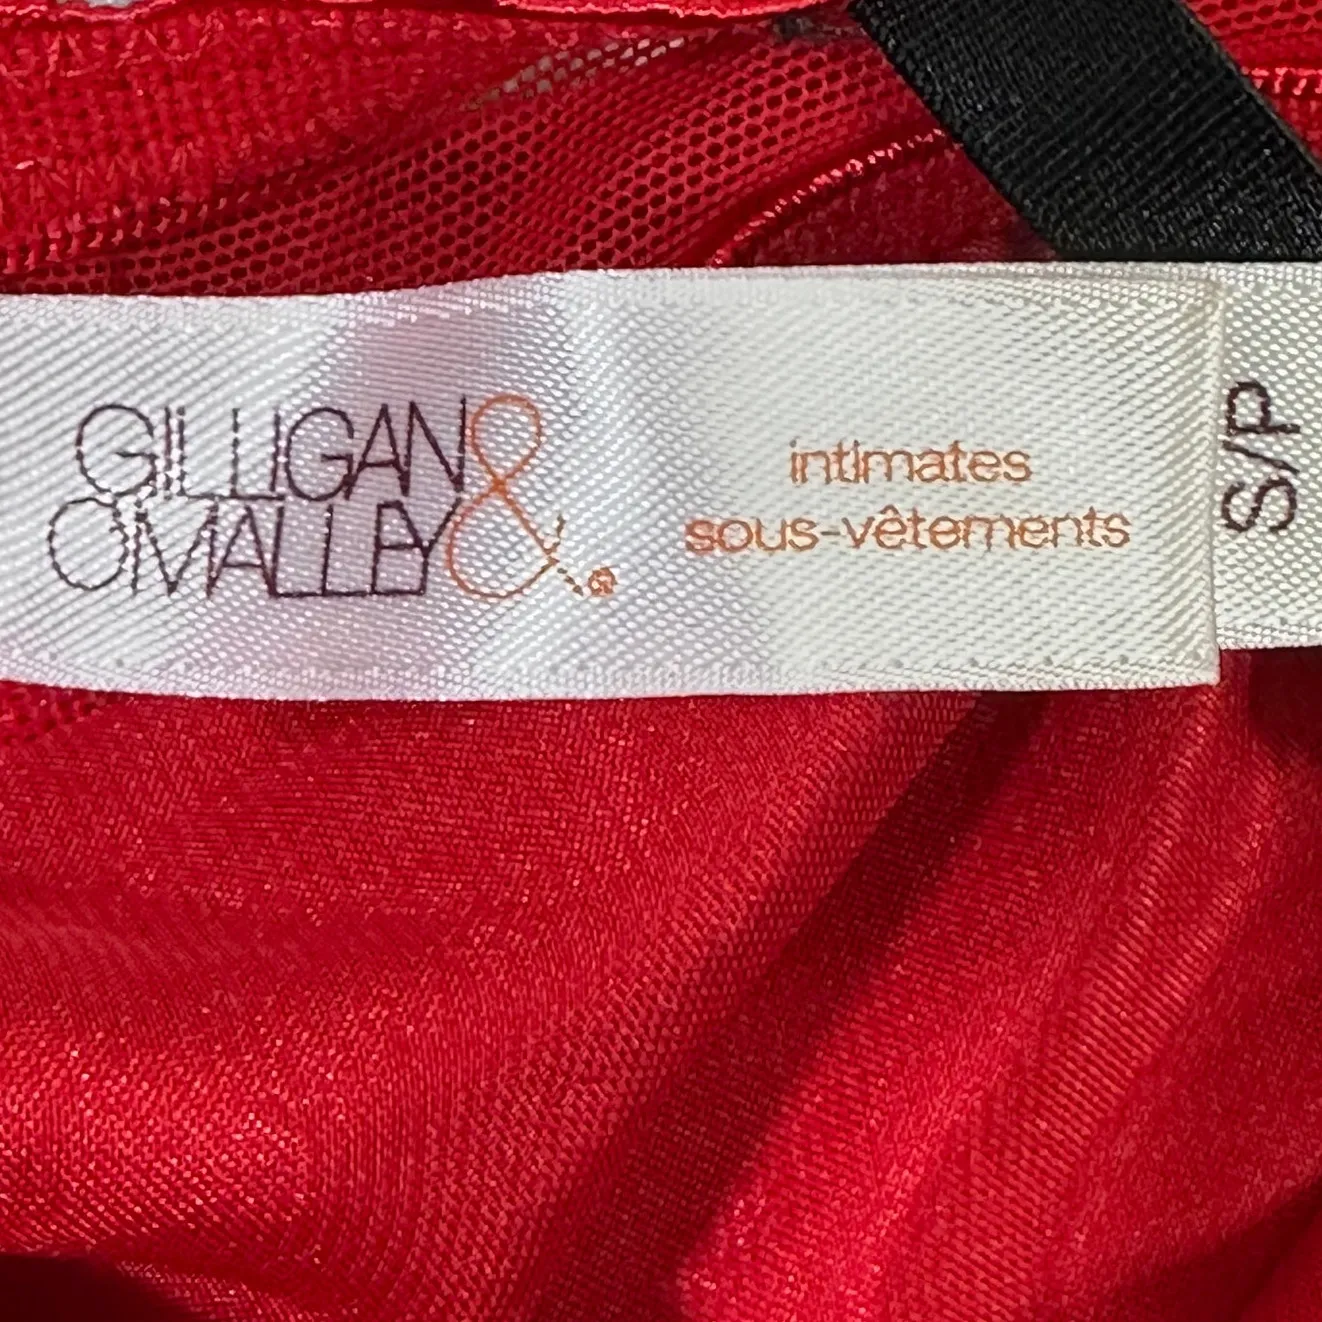 GILLIGAN &
O'MALLEY ®
intimates
sous-vêtements
S/P